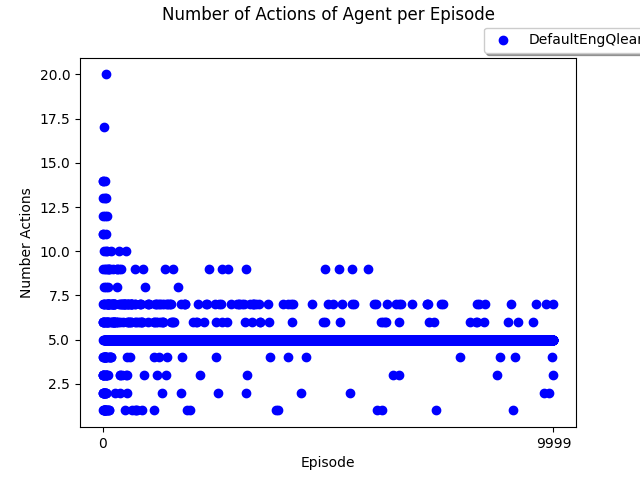 Number of Actions of Agent per Episode
DefaultEngQlear
20.0
17.5
15.0
12.5
10.0
7.5
5.0
2.5
Number Actions
0
9999
Episode